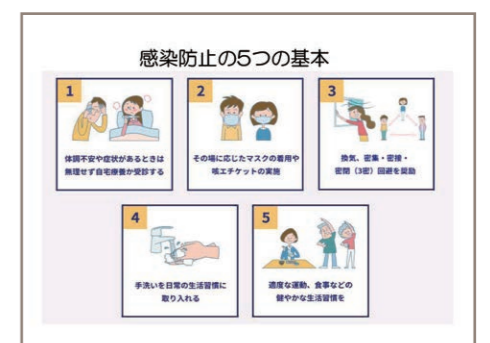 感染防止の5つの基本
1
体調不安や症状があるときは
無理せず自宅療養か受診する
2
その場に応じたマスクの着用や
咳エチケットの実施
3
換気、密集・密接・
密閉（3密）回避を奨励
4
手洗いを日常の生活習慣に
取り入れる
5
適度な運動、食事などの
健やかな生活習慣を